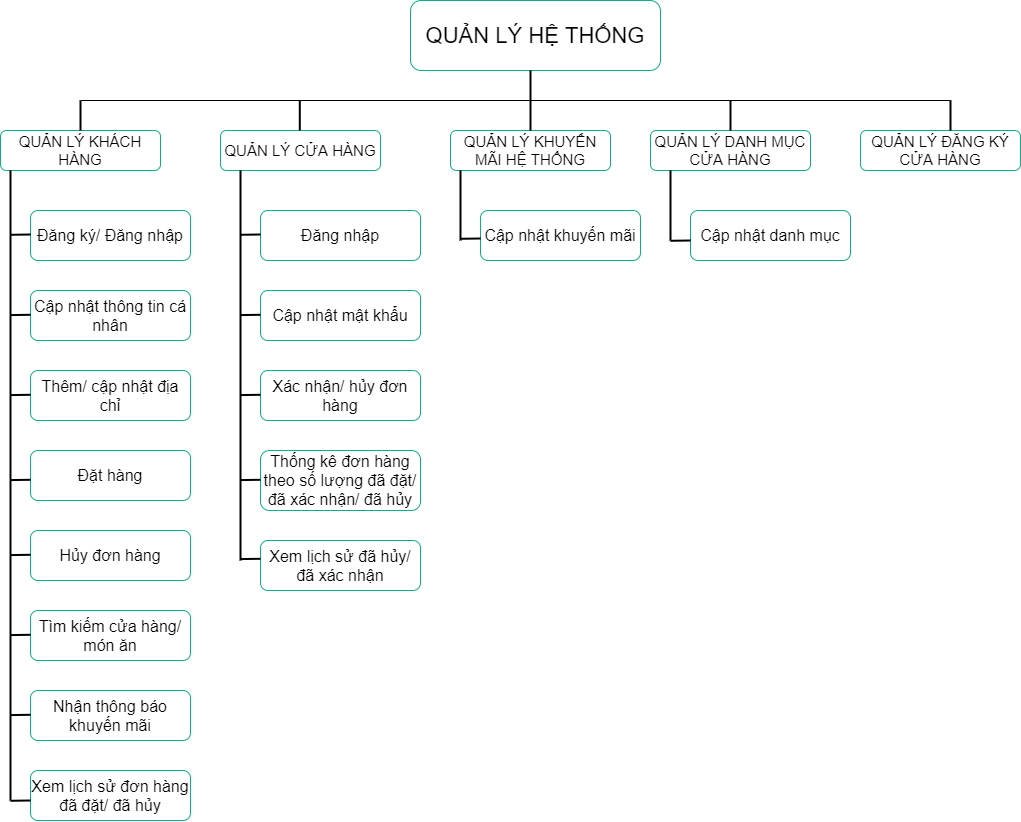 QUẢN LÝ HỆ THỐNG
QUẢN LÝ KHÁCH
HÀNG
QUẢN LÝ CỬA HÀNG
QUẢN LÝ KHUYẾN
MÃI HỆ THỐNG
QUẢN LÝ DANH MỤC
CỬA HÀNG
QUẢN LÝ ĐĂNG KÝ
CỬA HÀNG
Đăng ký/ Đăng nhập
Cập nhật thông tin cá
nhân
Thêm/ cập nhật địa
chỉ
Đặt hàng
Hủy đơn hàng
Tìm kiếm cửa hàng/
món ăn
Nhận thông báo
khuyến mãi
Xem lịch sử đơn hàng
đã đặt/ đã hủy
Đăng nhập
Cập nhật mật khẩu
Xác nhận/ hủy đơn
hàng
Thống kê đơn hàng
theo số lượng đã đặt/
đã xác nhận/ đã hủy
Xem lịch sử đã hủy/
đã xác nhận
Cập nhật khuyến mãi
Cập nhật danh mục